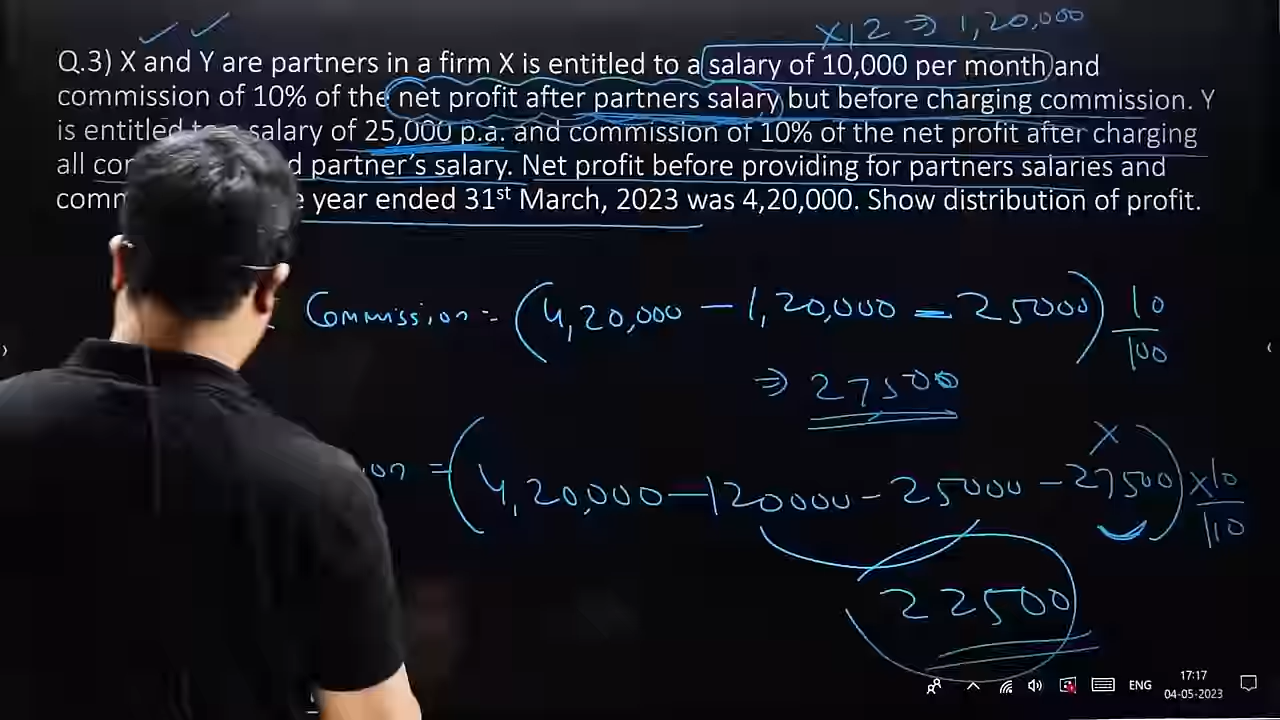 X12 ⇒ 1,20,000
Q.3) X and Y are partners in a firm X is entitled to a salary of 10,000 per month and
commission of 10% of the net profit after partners salary, but before charging commission. Y
is entitled to a salary of 25,000 p.a. and commission of 10% of the net profit after charging
all partner's salary. Net profit before providing for partners salaries and
year ended 31st March, 2023 was 4,20,000. Show distribution of profit.
Commission = (4,20,000 - 1,20,000 - 25000) 10/100
⇒ 27500
on = (4,20,000 - 120000 - 25000 - 27500) x 10/110
X
22500
17:17
ENG
04-05-2023